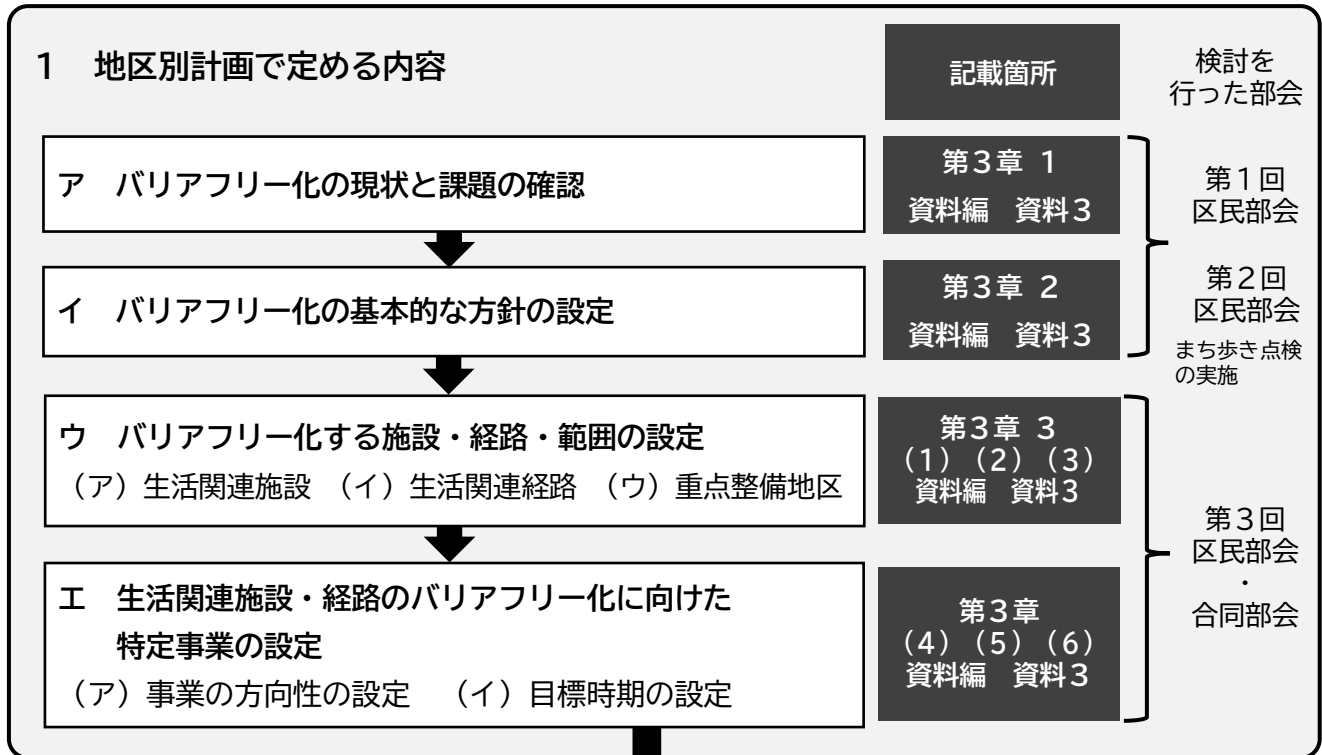 1　地区別計画で定める内容
記載箇所
検討を
行った部会
ア　バリアフリー化の現状と課題の確認
第3章 1
資料編　資料3
第1回
区民部会
イ　バリアフリー化の基本的な方針の設定
第3章 2
資料編　資料3
第2回
区民部会
まち歩き点検
の実施
ウ　バリアフリー化する施設・経路・範囲の設定
（ア）生活関連施設　（イ）生活関連経路　（ウ）重点整備地区
第3章 3
（1）（2）（3）
資料編　資料3
第3回
区民部会
・
合同部会
エ　生活関連施設・経路のバリアフリー化に向けた
特定事業の設定
（ア）事業の方向性の設定　（イ）目標時期の設定
第3章
（4）（5）（6）
資料編　資料3